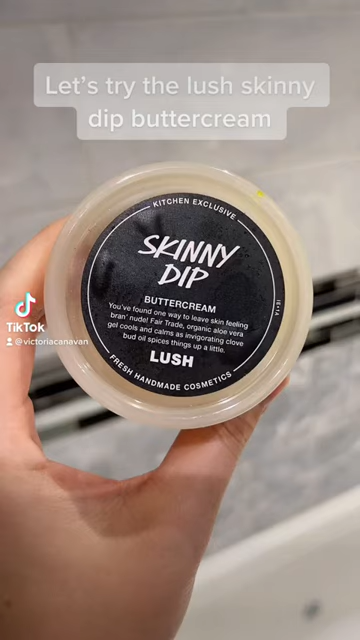 Let's try the lush skinny
dip buttercream
KITCHEN EXCLUSIVE
SKINNY
DIP
BUTTERCREAM
You've found one way to leave skin feeling
bran' nude! Fair Trade, organic aloe vera
gel cools and calms as invigorating clove
bud oil spices things up a little.
LUSH
FRESH HANDMADE COSMETICS
TikTok
@victoriacanavan